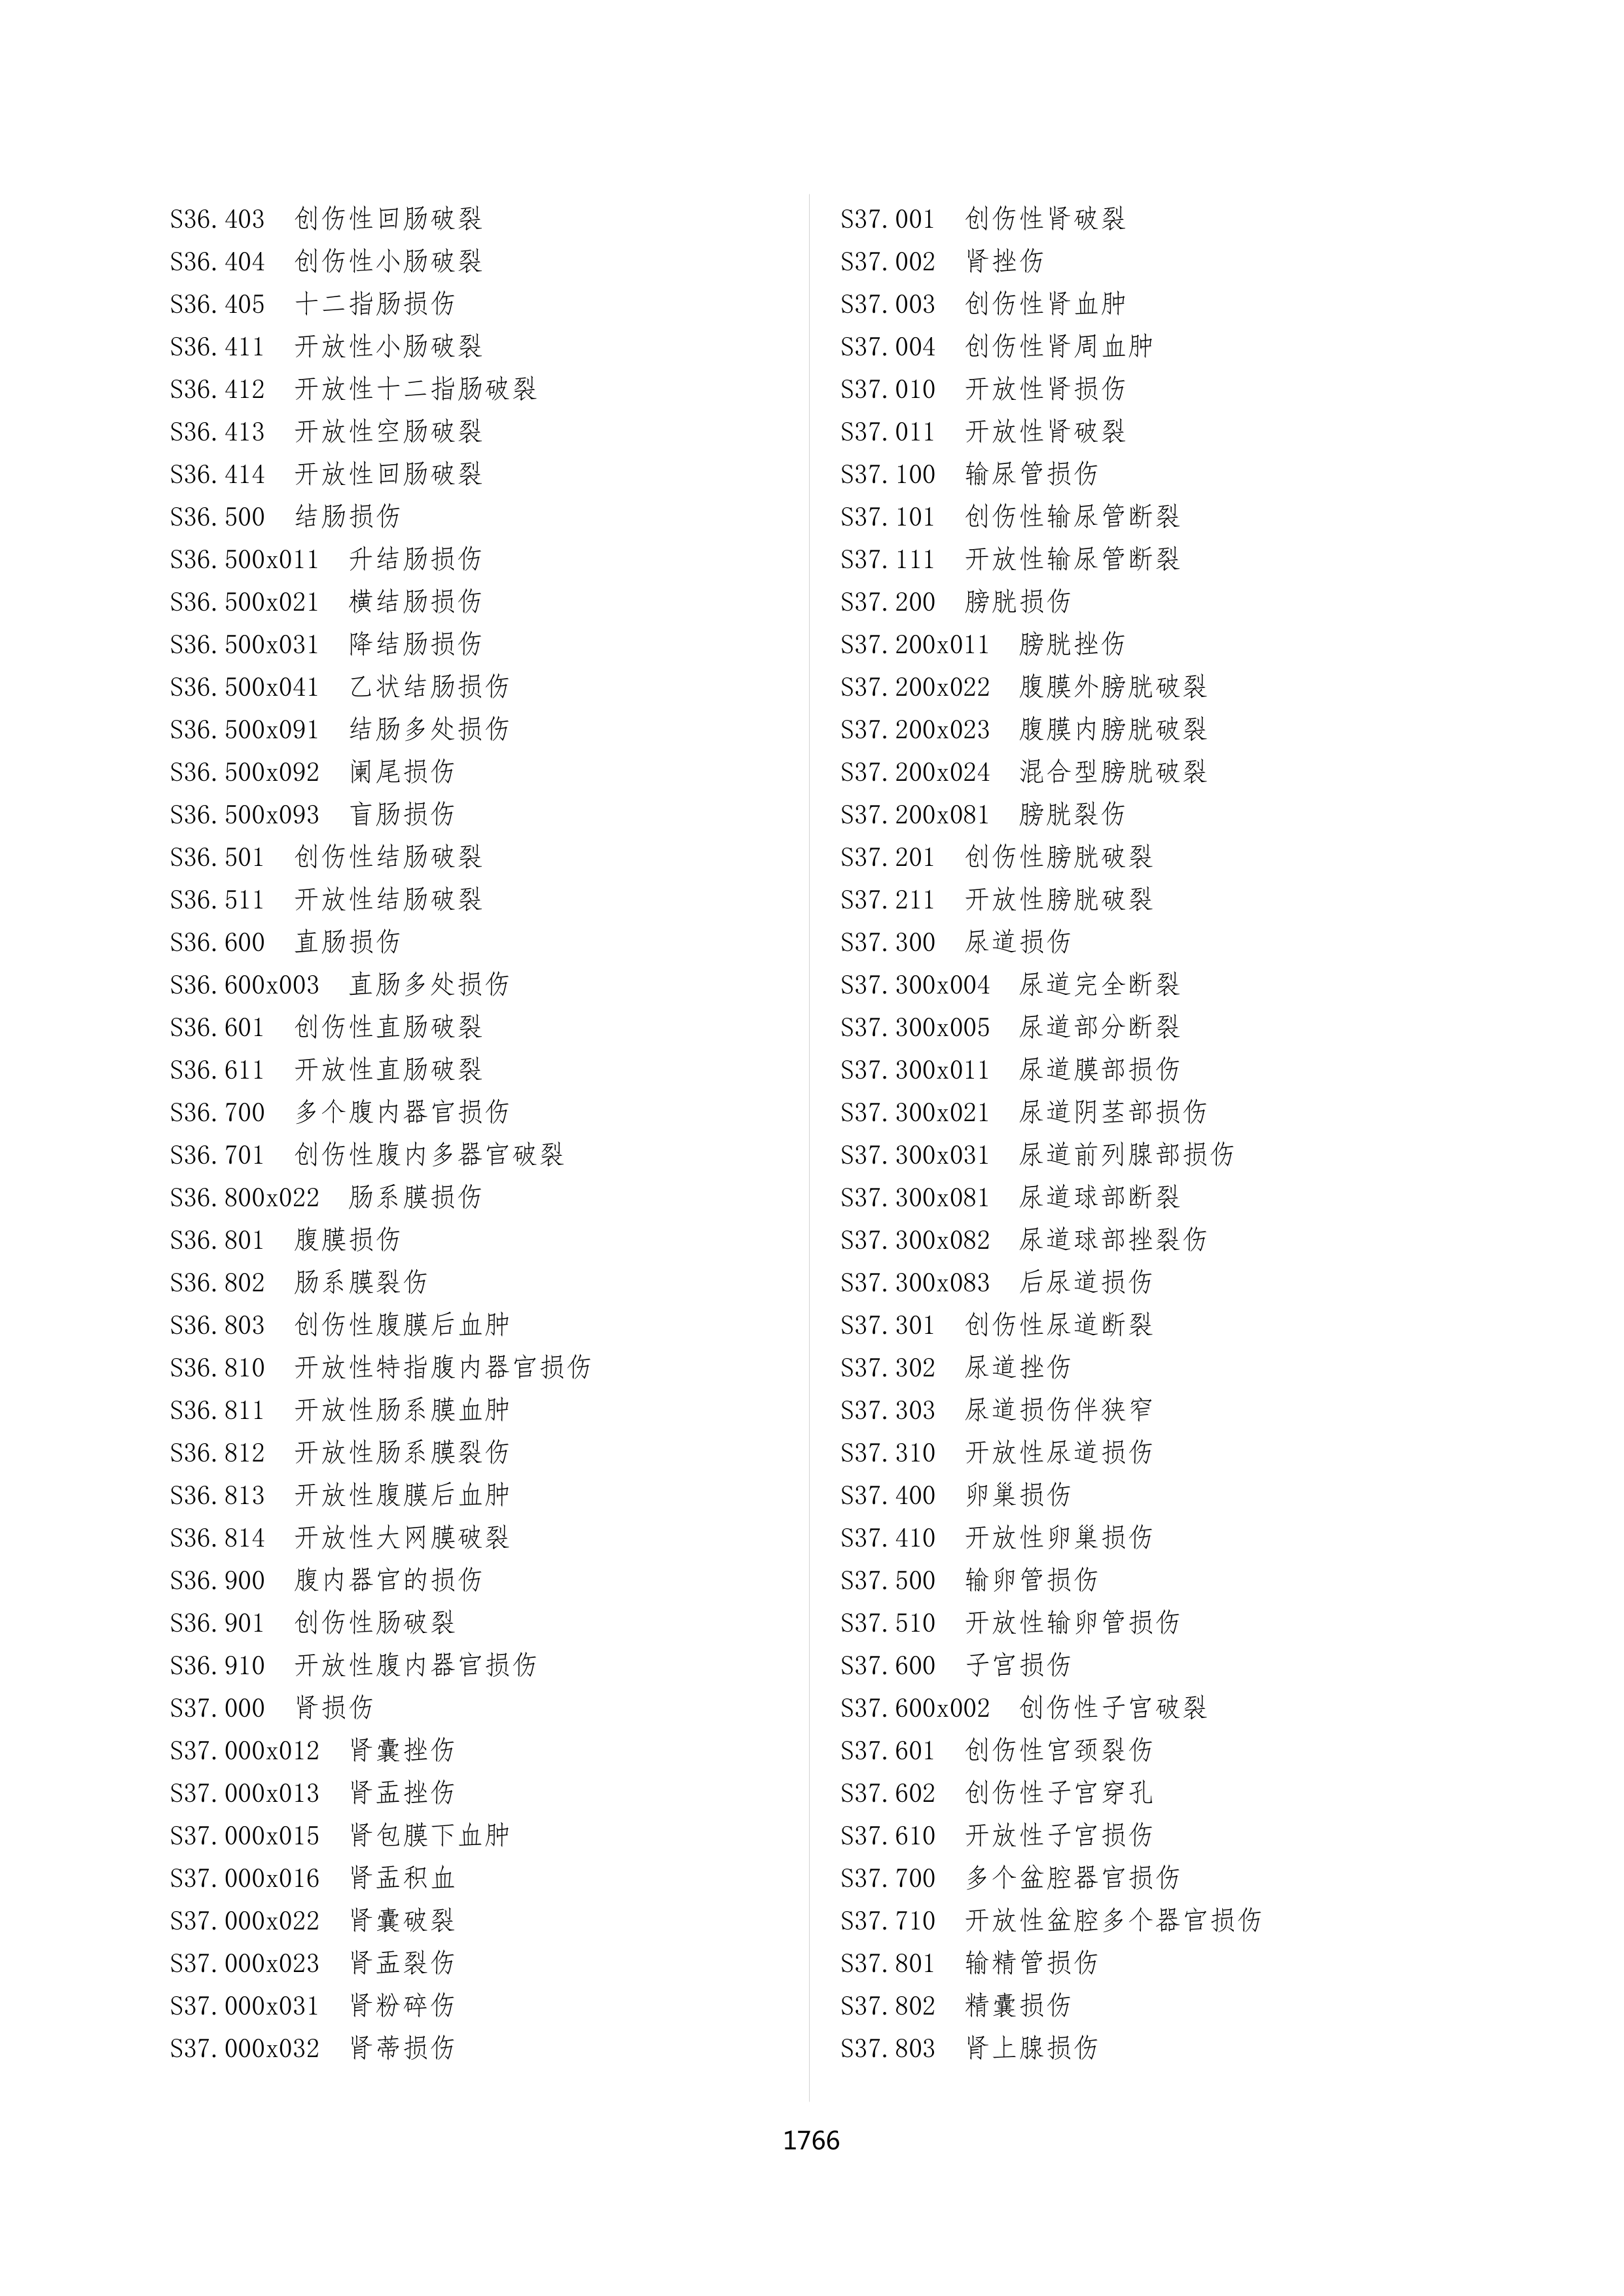 S36.403 创伤性回肠破裂
S36.404 创伤性小肠破裂
S36.405 十二指肠损伤
S36.411 开放性小肠破裂
S36.412 开放性十二指肠破裂
S36.413 开放性空肠破裂
S36.414 开放性回肠破裂
S36.500 结肠损伤
S36.500x011 升结肠损伤
S36.500x021 横结肠损伤
S36.500x031 降结肠损伤
S36.500x041 乙状结肠损伤
S36.500x091 结肠多处损伤
S36.500x092 阑尾损伤
S36.500x093 盲肠损伤
S36.501 创伤性结肠破裂
S36.511 开放性结肠破裂
S36.600 直肠损伤
S36.600x003 直肠多处损伤
S36.601 创伤性直肠破裂
S36.611 开放性直肠破裂
S36.700 多个腹内器官损伤
S36.701 创伤性腹内多器官破裂
S36.800x022 肠系膜损伤
S36.801 腹膜损伤
S36.802 肠系膜裂伤
S36.803 创伤性腹膜后血肿
S36.810 开放性特指腹内器官损伤
S36.811 开放性肠系膜血肿
S36.812 开放性肠系膜裂伤
S36.813 开放性腹膜后血肿
S36.814 开放性大网膜破裂
S36.900 腹内器官的损伤
S36.901 创伤性肠破裂
S36.910 开放性腹内器官损伤
S37.000 肾损伤
S37.000x012 肾囊挫伤
S37.000x013 肾盂挫伤
S37.000x015 肾包膜下血肿
S37.000x016 肾盂积血
S37.000x022 肾囊破裂
S37.000x023 肾盂裂伤
S37.000x031 肾粉碎伤
S37.000x032 肾蒂损伤
S37.001 创伤性肾破裂
S37.002 肾挫伤
S37.003 创伤性肾血肿
S37.004 创伤性肾周血肿
S37.010 开放性肾损伤
S37.011 开放性肾破裂
S37.100 输尿管损伤
S37.101 创伤性输尿管断裂
S37.111 开放性输尿管断裂
S37.200 膀胱损伤
S37.200x011 膀胱挫伤
S37.200x022 腹膜外膀胱破裂
S37.200x023 腹膜内膀胱破裂
S37.200x024 混合型膀胱破裂
S37.200x081 膀胱裂伤
S37.201 创伤性膀胱破裂
S37.211 开放性膀胱破裂
S37.300 尿道损伤
S37.300x004 尿道完全断裂
S37.300x005 尿道部分断裂
S37.300x011 尿道膜部损伤
S37.300x021 尿道阴茎部损伤
S37.300x031 尿道前列腺部损伤
S37.300x081 尿道球部断裂
S37.300x082 尿道球部挫裂伤
S37.300x083 后尿道损伤
S37.301 创伤性尿道断裂
S37.302 尿道挫伤
S37.303 尿道损伤伴狭窄
S37.310 开放性尿道损伤
S37.400 卵巢损伤
S37.410 开放性卵巢损伤
S37.500 输卵管损伤
S37.510 开放性输卵管损伤
S37.600 子宫损伤
S37.600x002 创伤性子宫破裂
S37.601 创伤性宫颈裂伤
S37.602 创伤性子宫穿孔
S37.610 开放性子宫损伤
S37.700 多个盆腔器官损伤
S37.710 开放性盆腔多个器官损伤
S37.801 输精管损伤
S37.802 精囊损伤
S37.803 肾上腺损伤
1766